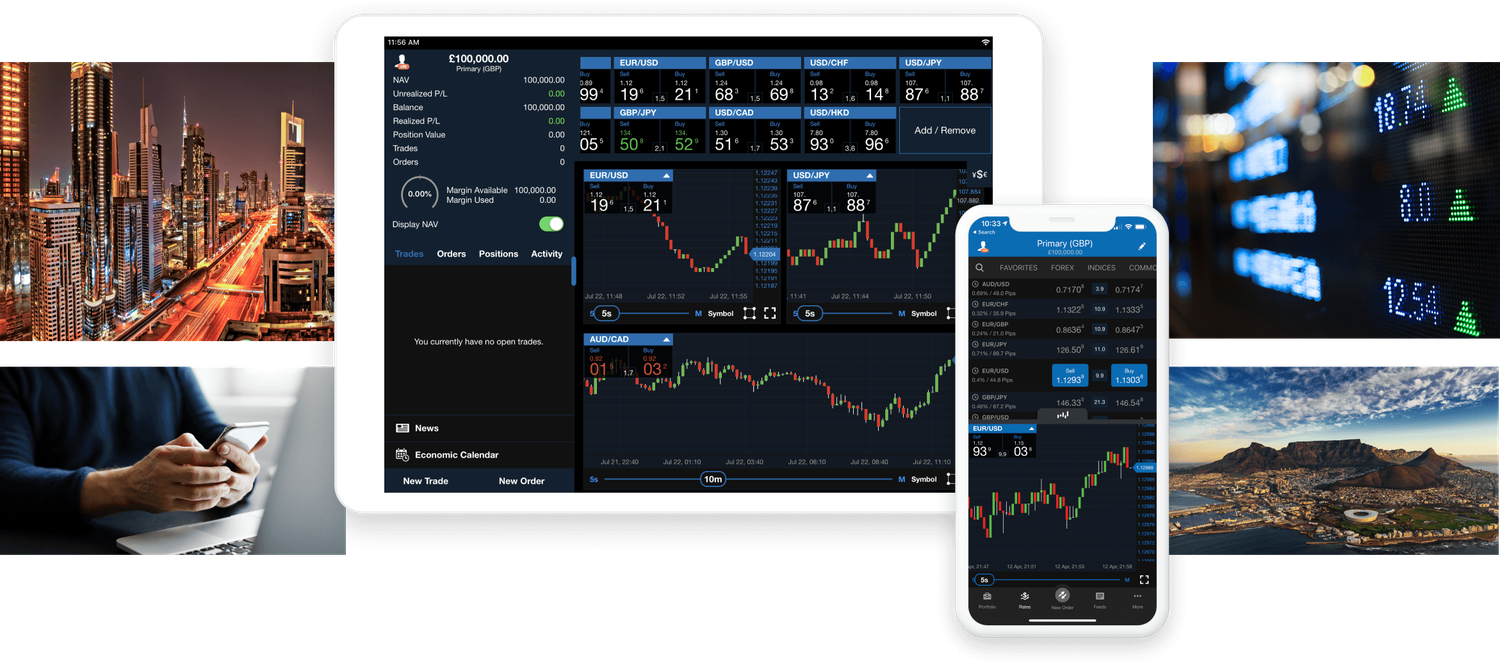 11:56 AM
£100,000.00
Primary (GBP)
NAV 100,000.00
Unrealized P/L 0.00
Balance 100,000.00
Realized P/L 0.00
Position Value 0.00
Trades 0
Orders 0
0.00%
Margin Available 100,000.00
Margin Used 0.00
Display NAV
Trades Orders Positions Activity
You currently have no open trades.
News
Economic Calendar
New Trade New Order
EUR/USD GBP/USD USD/CHF USD/JPY
Buy Sell Buy Sell Buy Sell Buy Sell Buy
0.89 1.12 1.12 1.24 1.24 0.98 0.98 107. 107.
99 4 19 6 1.5 21 1 68 3 1.5 69 8 13 2 1.6 14 8 87 6 1.1 88 7
GBP/JPY USD/CAD USD/HKD
Buy Sell Buy Sell Buy Sell Buy
121. 134. 134. 1.30 1.30 7.80 7.80
05 5 50 8 2.1 52 9 51 6 1.7 53 3 93 0 3.6 96 6
Add / Remove
EUR/USD
Sell Buy
1.12 1.12
19 6 1.5 21 1
1.12247
1.12243
1.12239
1.12235
1.12231
1.12227
1.12223
1.12219
1.12215
1.12211
1.12204
1.12199
1.12195
1.12191
1.12187
Jul 22, 11:48 Jul 22, 11:52 Jul 22, 11:55
5s M Symbol
USD/JPY
Sell Buy
107. 107.
87 6 1.1 88 7
¥$€
107.884
107.882
11:41 Jul 22, 11:44 Jul 22, 11:50
5s M Symbol
AUD/CAD
Sell Buy
0.92 0.92
01 5 1.7 03 2
Jul 21, 22:40 Jul 22, 01:10 Jul 22, 03:40 Jul 22, 06:10 Jul 22, 08:40 Jul 22, 11:10
5s 10m M Symbol
10:33
Search
Primary (GBP)
£100,000.00
FAVORITES FOREX INDICES COMMO
AUD/USD 0.7170 8 3.9 0.7174 7
0.69% / 49.0 Pips
EUR/CHF 1.1322 6 10.9 1.1333 5
0.32% / 35.9 Pips
EUR/GBP 0.8636 4 10.9 0.8647 3
0.24% / 21.0 Pips
EUR/JPY 126.50 9 11.0 126.61 9
0.71% / 89.7 Pips
EUR/USD Sell 1.1293 9 9.9 Buy 1.1303 8
0.4% / 44.8 Pips
GBP/JPY 146.33 5 21.3 146.54 8
0.46% / 67.2 Pips
GBP/USD
EUR/USD
Sell Buy
1.12 1.13
93 9 9.9 03 8
1.12986
Apr, 21:47 12 Apr, 21:51 12 Apr, 21:53 12 Apr, 21:58
5s M
Portfolio Rates New Order Feeds More
18.74
8.0
12.54